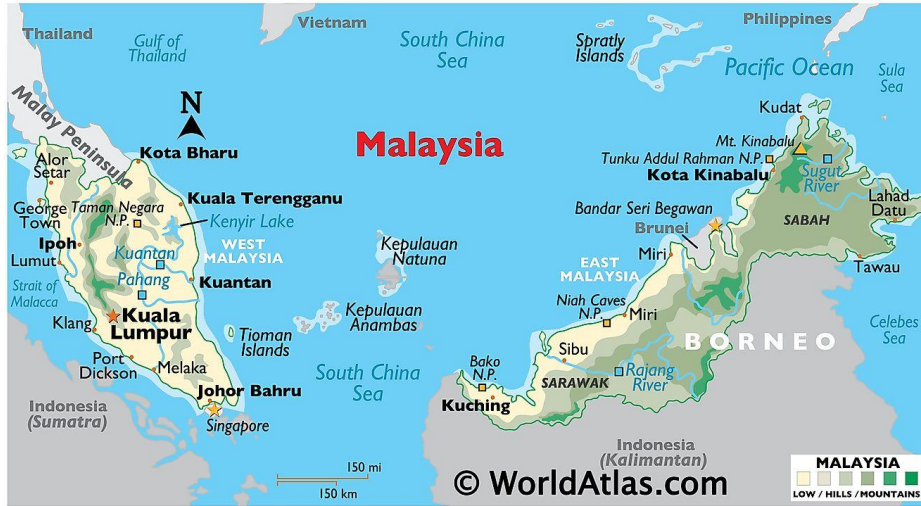 Thailand
Vietnam
Philippines
Gulf of
Thailand
South China
Sea
Spratly
Islands
Pacific Ocean
Sulu
Sea
Malay Peninsula
N
Malaysia
Kudat
Kota Bharu
Mt. Kinabalu
Tunku Addul Rahman N.P.
Kota Kinabalu
Sugut
River
Alor
Setar
George
Town
Taman Negara
N.P.
Kuala Terengganu
Kenyir Lake
Bandar Seri Begawan
Brunei
Lahad
Datu
SABAH
Ipoh
Lumut
Kuantan
Pahang
WEST
MALAYSIA
Kuantan
Kepulauan
Natuna
Miri
EAST
MALAYSIA
Tawau
Strait of
Malacca
Kuala
Lumpur
Klang
Tioman
Islands
Kepulauan
Anambas
Niah Caves
N.P.
Miri
Celebes
Sea
BORNEO
Port
Dickson
Melaka
South China
Sea
Sibu
Bako
N.P.
SARAWAK
Rajang
River
Johor Bahru
Singapore
Kuching
Indonesia
(Sumatra)
Indonesia
(Kalimantan)
150 mi
150 km
© WorldAtlas.com
MALAYSIA
LOW / HILLS / MOUNTAINS